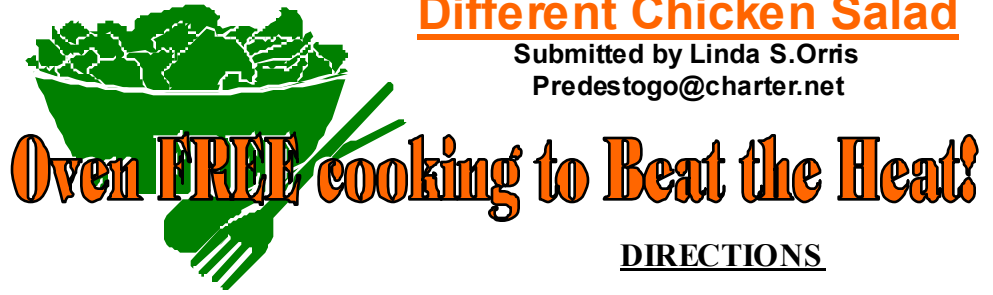 Different Chicken Salad
Submitted by Linda S.Orris
Predestogo@charter.net
Oven FREE cooking to Beat the Heat!
DIRECTIONS